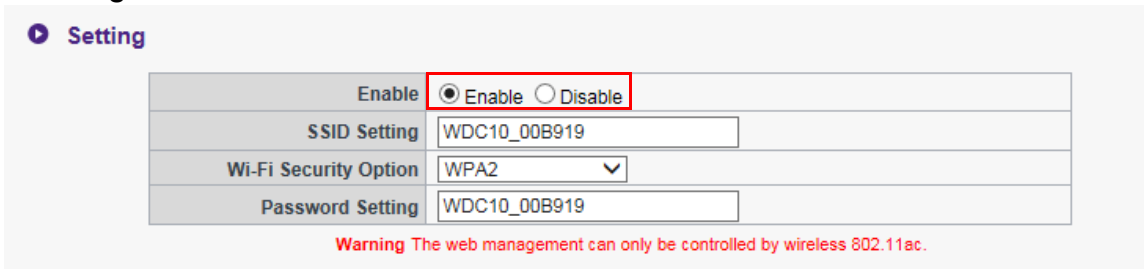 Setting
Enable Enable Disable
SSID Setting WDC10_00B919
Wi-Fi Security Option WPA2
Password Setting WDC10_00B919
Warning The web management can only be controlled by wireless 802.11ac.